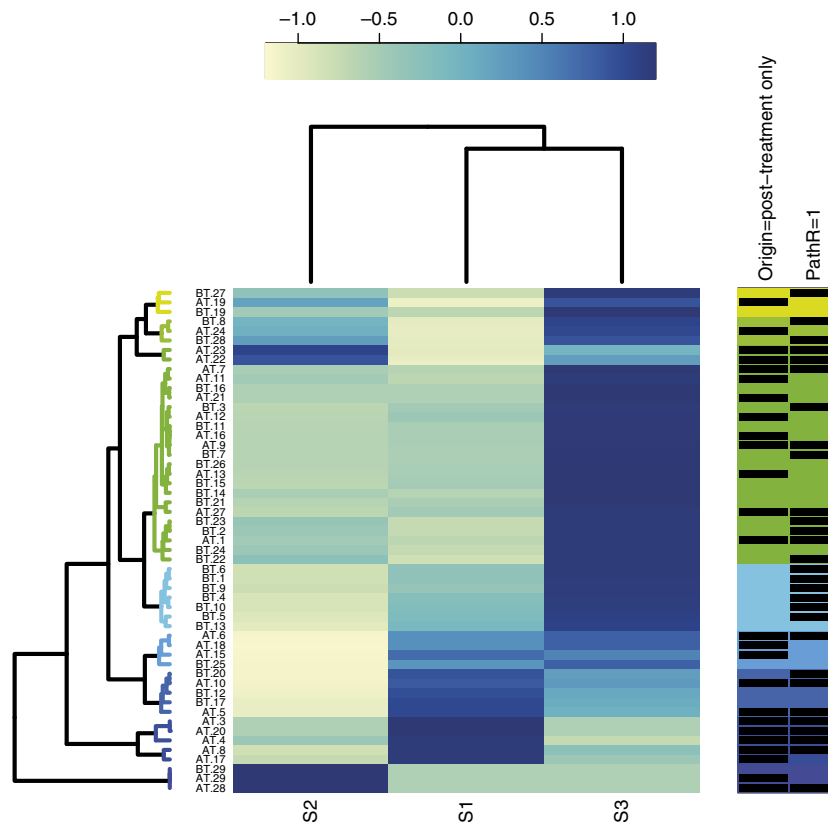 −1.0 −0.5 0.0 0.5 1.0
Origin=post−treatment only
PathR=1
BT.27
AT.19
BT.19
BT.8
AT.24
BT.28
AT.23
AT.22
AT.7
AT.11
BT.16
AT.21
BT.3
AT.12
BT.11
AT.16
AT.9
BT.7
BT.26
AT.13
BT.15
BT.14
BT.21
AT.27
BT.23
BT.2
AT.1
BT.24
BT.22
BT.6
BT.1
BT.9
BT.4
BT.10
BT.5
BT.13
AT.6
AT.18
AT.15
BT.25
BT.20
AT.10
BT.12
BT.17
AT.5
AT.3
AT.20
AT.4
AT.8
AT.17
BT.29
AT.29
AT.28
S2
S1
S3